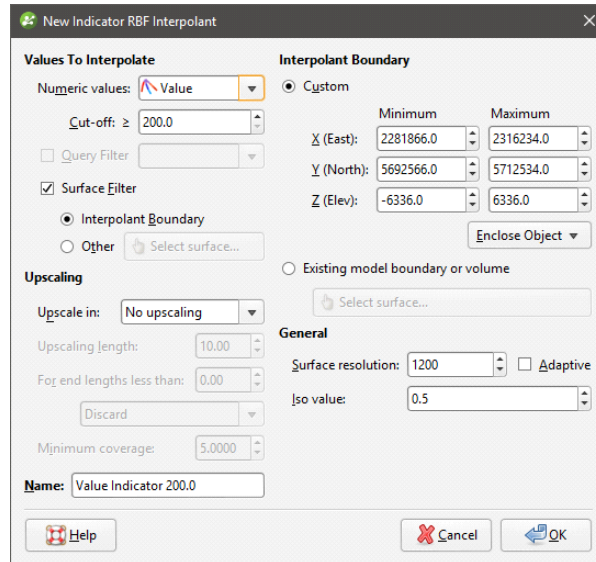 New Indicator RBF Interpolant
Values To Interpolate
Numeric values: Value
Cut-off: ≥ 200.0
Query Filter
Surface Filter
Interpolant Boundary
Other Select surface...
Upscaling
Upscale in: No upscaling
Upscaling length: 10.00
For end lengths less than: 0.00
Discard
Minimum coverage: 5.0000
Name: Value Indicator 200.0
Interpolant Boundary
Custom
Minimum Maximum
X (East): 2281866.0 2316234.0
Y (North): 5692566.0 5712534.0
Z (Elev): -6336.0 6336.0
Enclose Object
Existing model boundary or volume
Select surface...
General
Surface resolution: 1200 Adaptive
Iso value: 0.5
Help Cancel OK